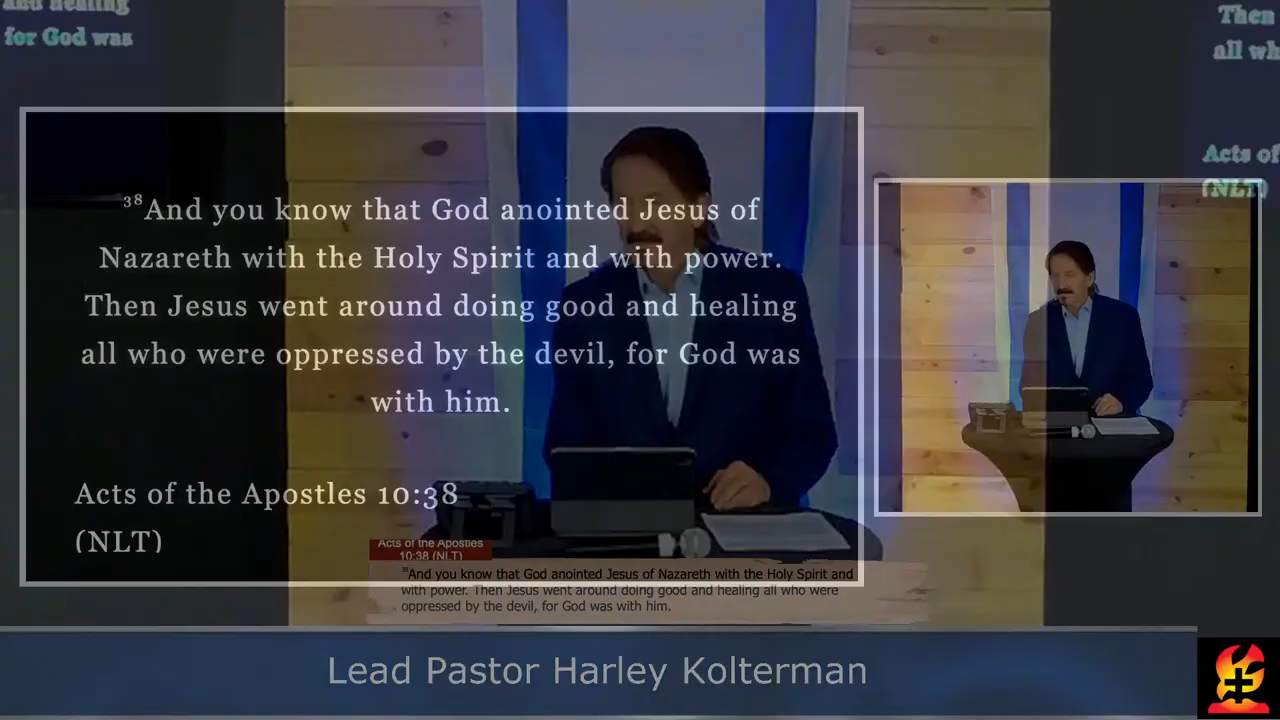 and healing
for God was
Then
all wh
Acts of
(NLT)
³⁸And you know that God anointed Jesus of
Nazareth with the Holy Spirit and with power.
Then Jesus went around doing good and healing
all who were oppressed by the devil, for God was
with him.
Acts of the Apostles 10:38
(NLT)
Acts of the Apostles
10:38 (NLT)
³⁸And you know that God anointed Jesus of Nazareth with the Holy Spirit and
with power. Then Jesus went around doing good and healing all who were
oppressed by the devil, for God was with him.
Lead Pastor Harley Kolterman